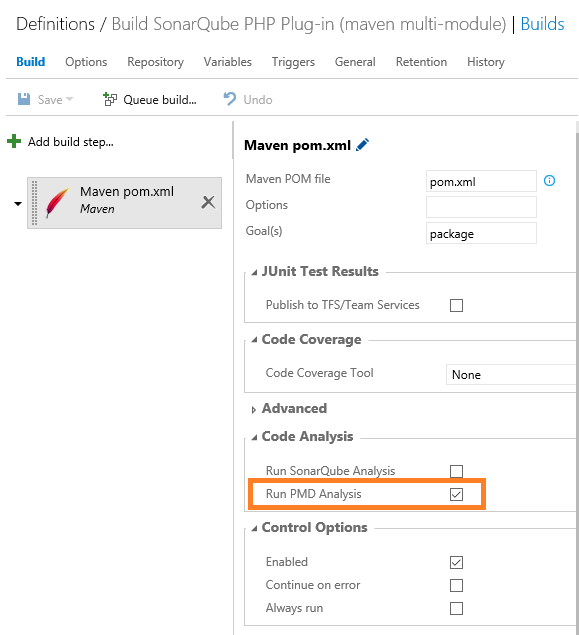 Definitions / Build SonarQube PHP Plug-in (maven multi-module) | Builds
Build Options Repository Variables Triggers General Retention History
Save Queue build... Undo
Add build step...
Maven pom.xml
Maven
Maven pom.xml
Maven POM file pom.xml
Options
Goal(s) package
JUnit Test Results
Publish to TFS/Team Services
Code Coverage
Code Coverage Tool None
Advanced
Code Analysis
Run SonarQube Analysis
Run PMD Analysis
Control Options
Enabled
Continue on error
Always run